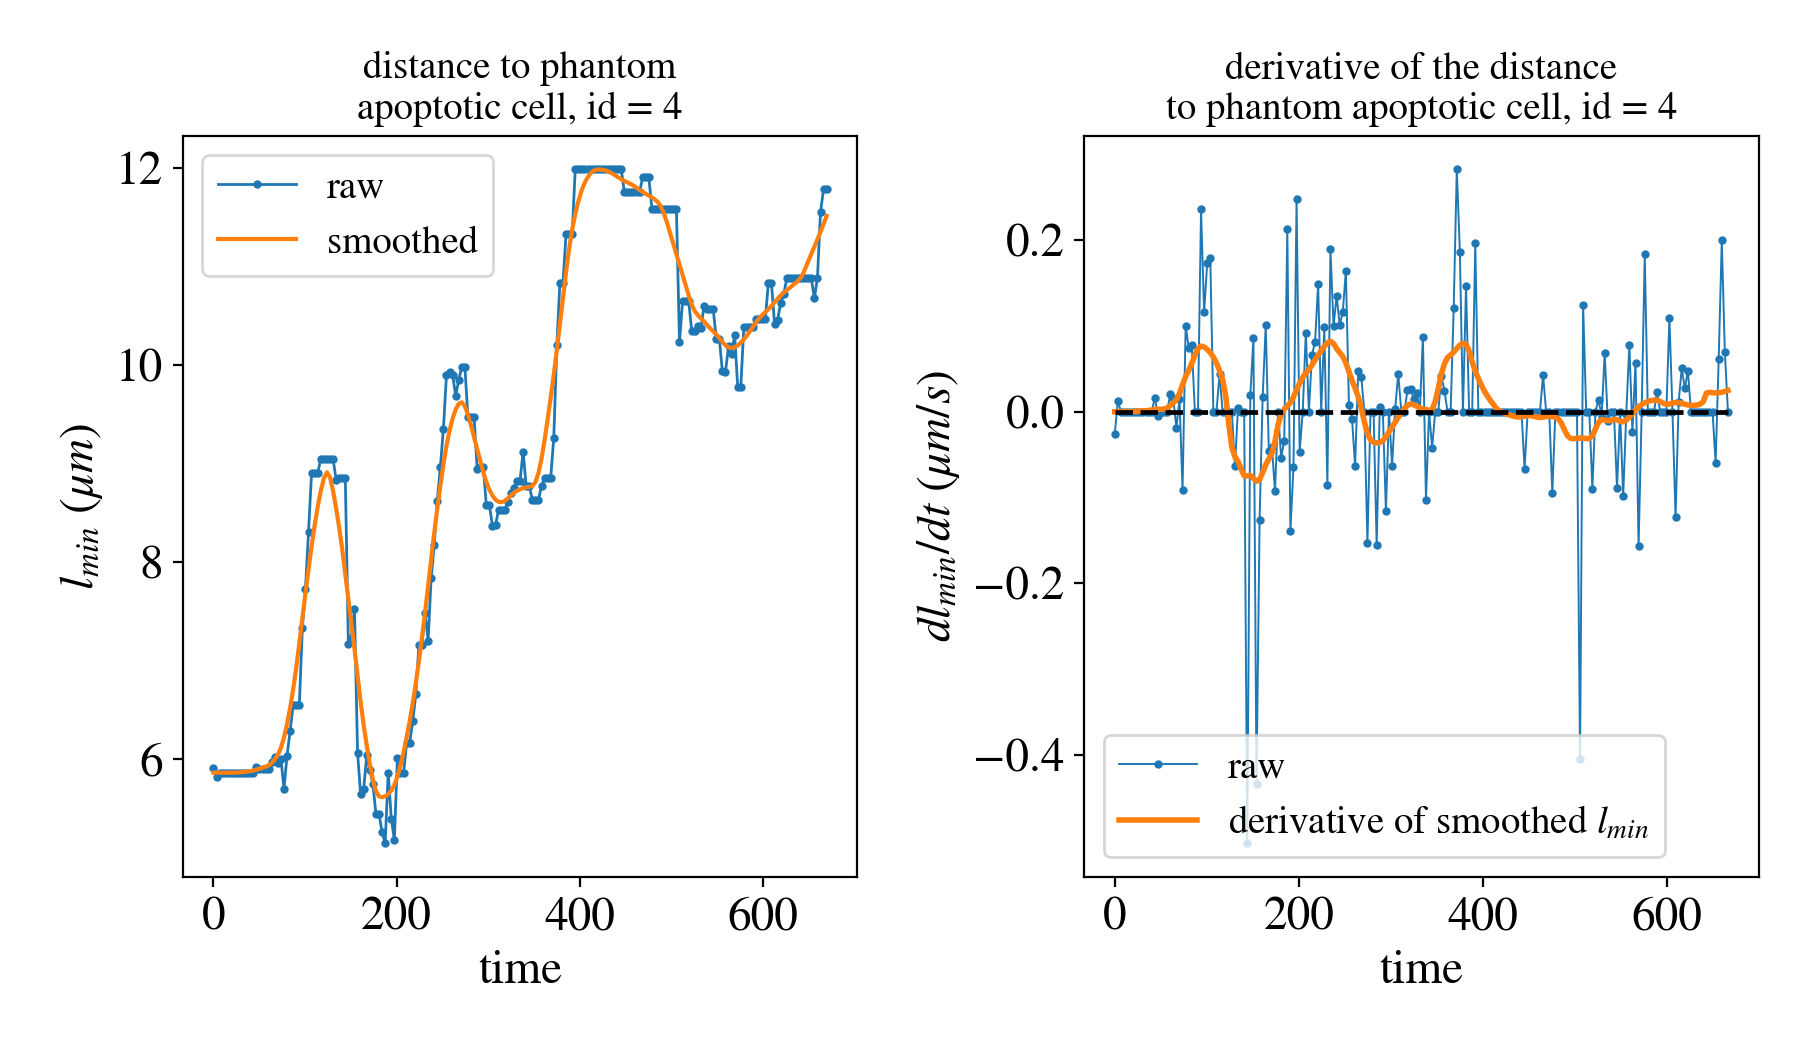 distance to phantom
apoptotic cell, id = 4
12
10
8
6
l_min (μm)
raw
smoothed
0
200
400
600
time
derivative of the distance
to phantom apoptotic cell, id = 4
0.2
0.0
−0.2
−0.4
dl_min/dt (μm/s)
raw
derivative of smoothed l_min
0
200
400
600
time